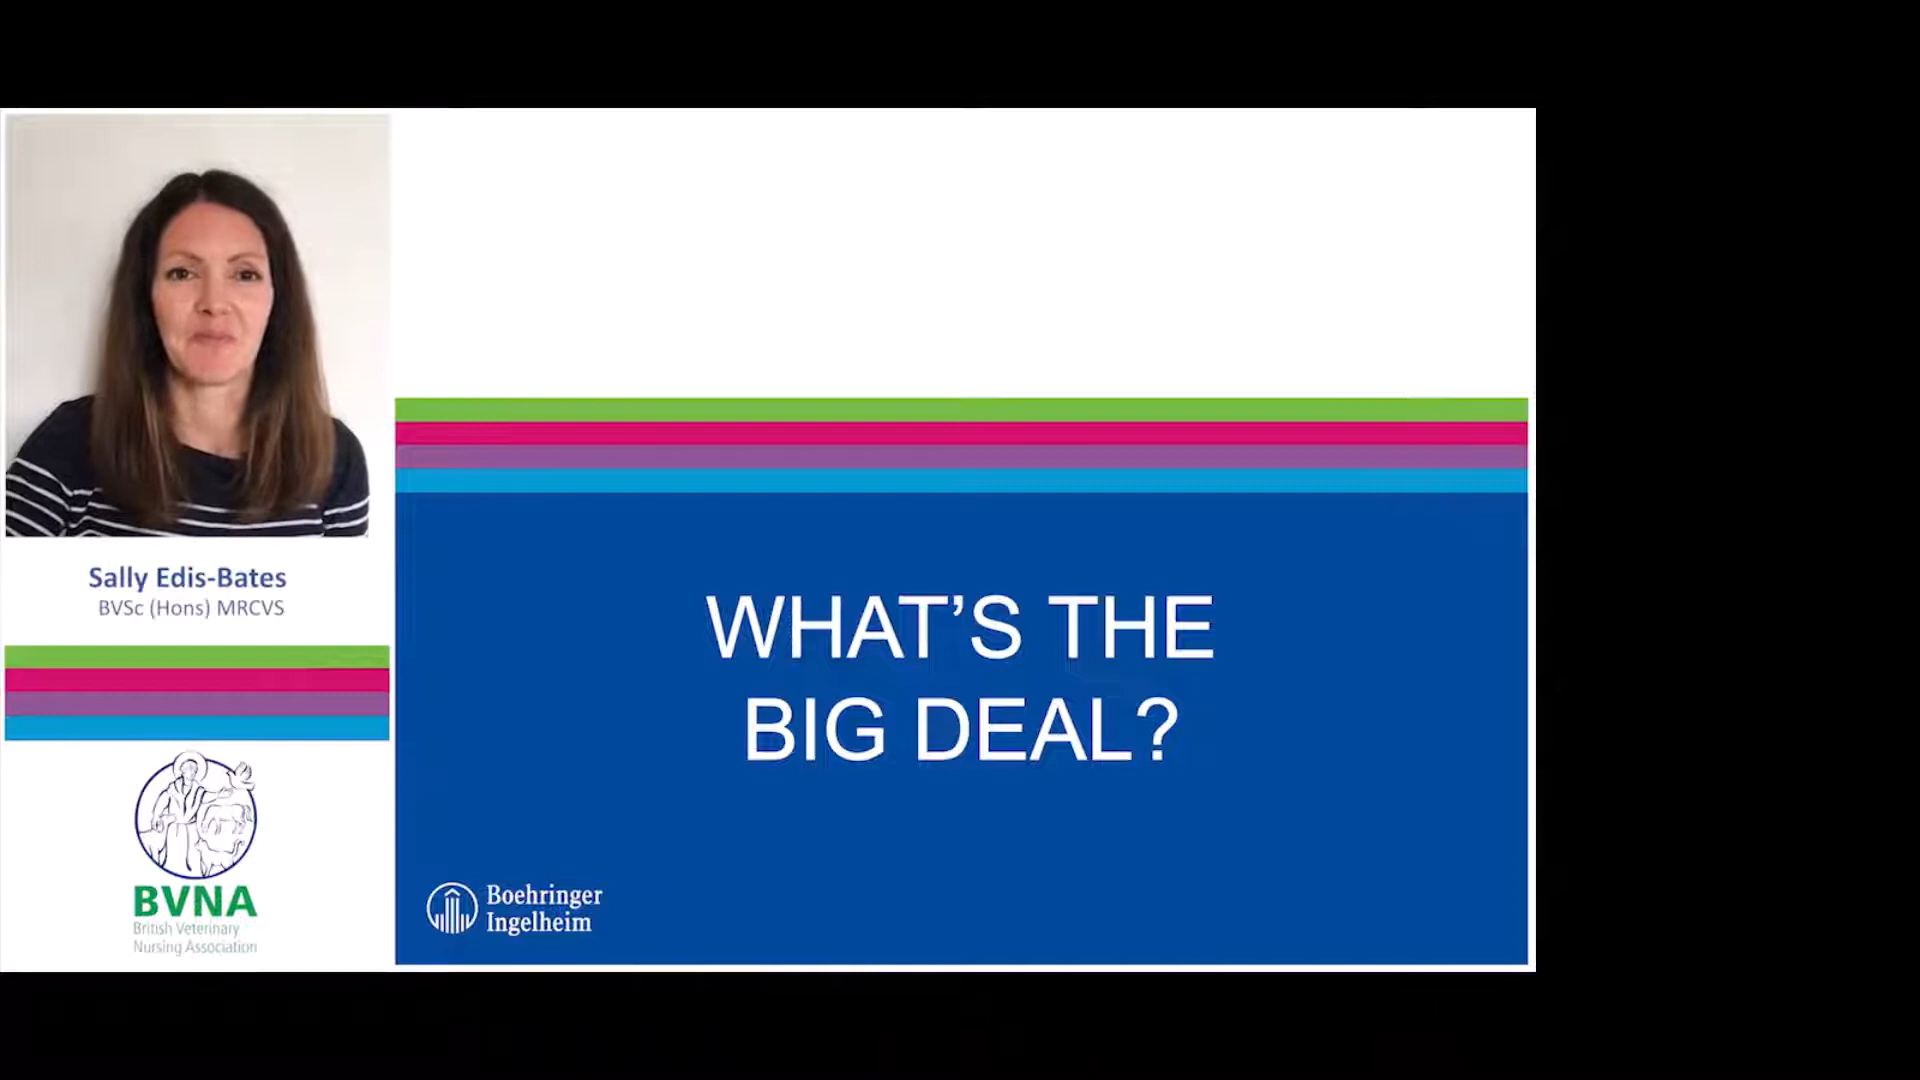 Sally Edis-Bates
BVSc (Hons) MRCVS
BVNA
British Veterinary
Nursing Association
WHAT’S THE
BIG DEAL?
Boehringer
Ingelheim